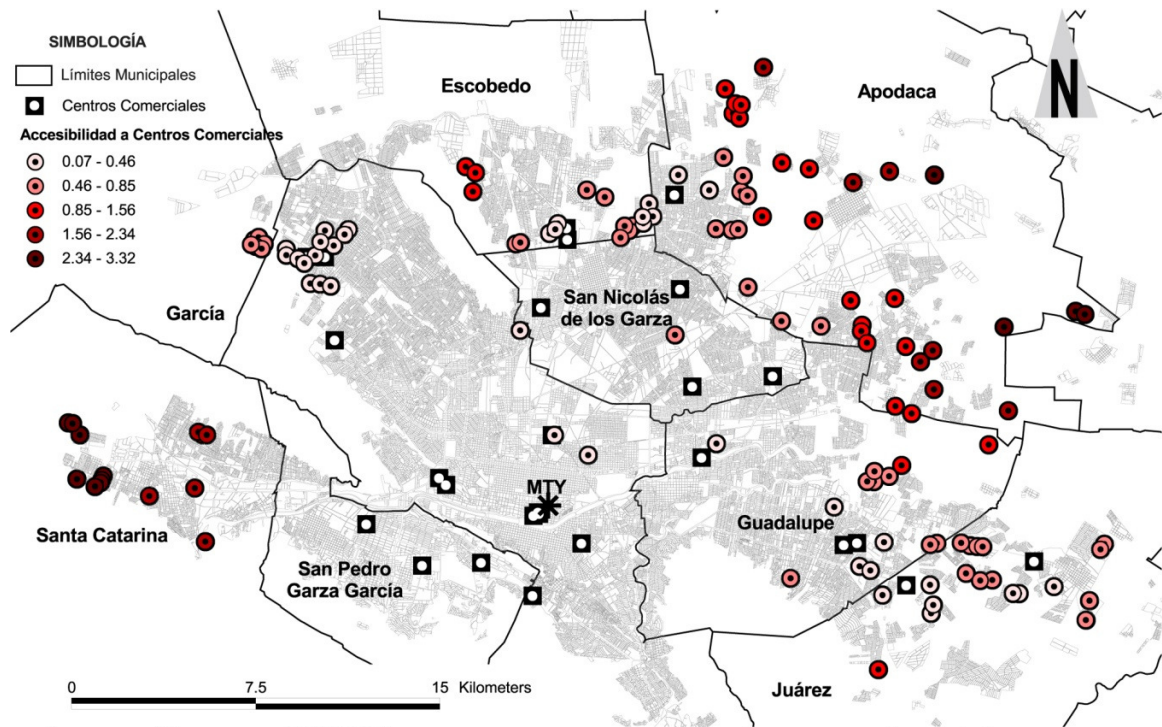 SIMBOLOGÍA
Límites Municipales
Centros Comerciales
Accesibilidad a Centros Comerciales
0.07 - 0.46
0.46 - 0.85
0.85 - 1.56
1.56 - 2.34
2.34 - 3.32
Escobedo
Apodaca
N
García
San Nicolás
de los Garza
MTY
Santa Catarina
San Pedro
Garza García
Guadalupe
Juárez
0 7.5 15 Kilometers